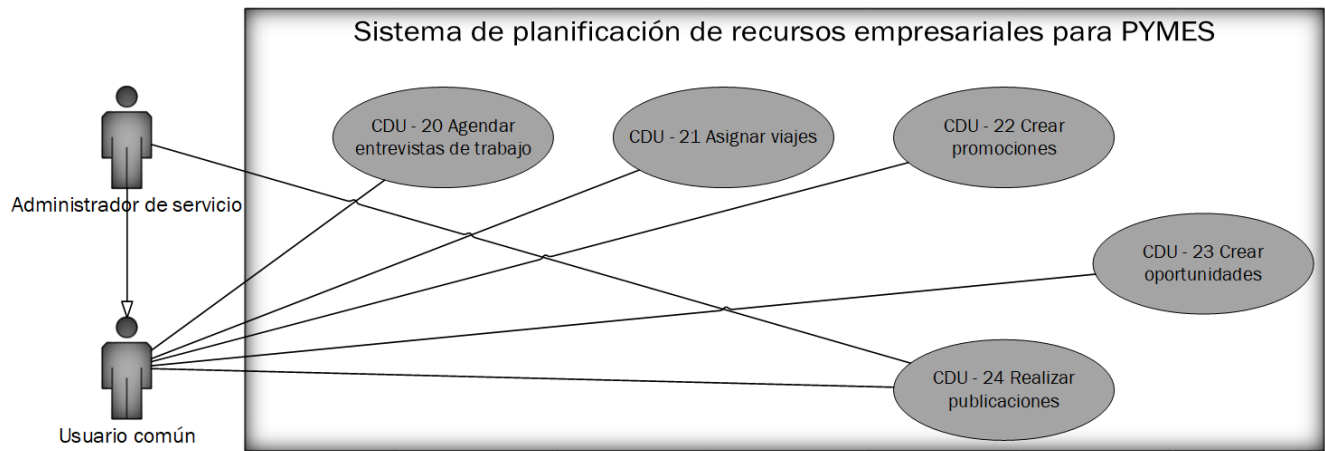 Sistema de planificación de recursos empresariales para PYMES
CDU - 20 Agendar
entrevistas de trabajo
CDU - 21 Asignar viajes
CDU - 22 Crear
promociones
Administrador de servicio
CDU - 23 Crear
oportunidades
CDU - 24 Realizar
publicaciones
Usuario común